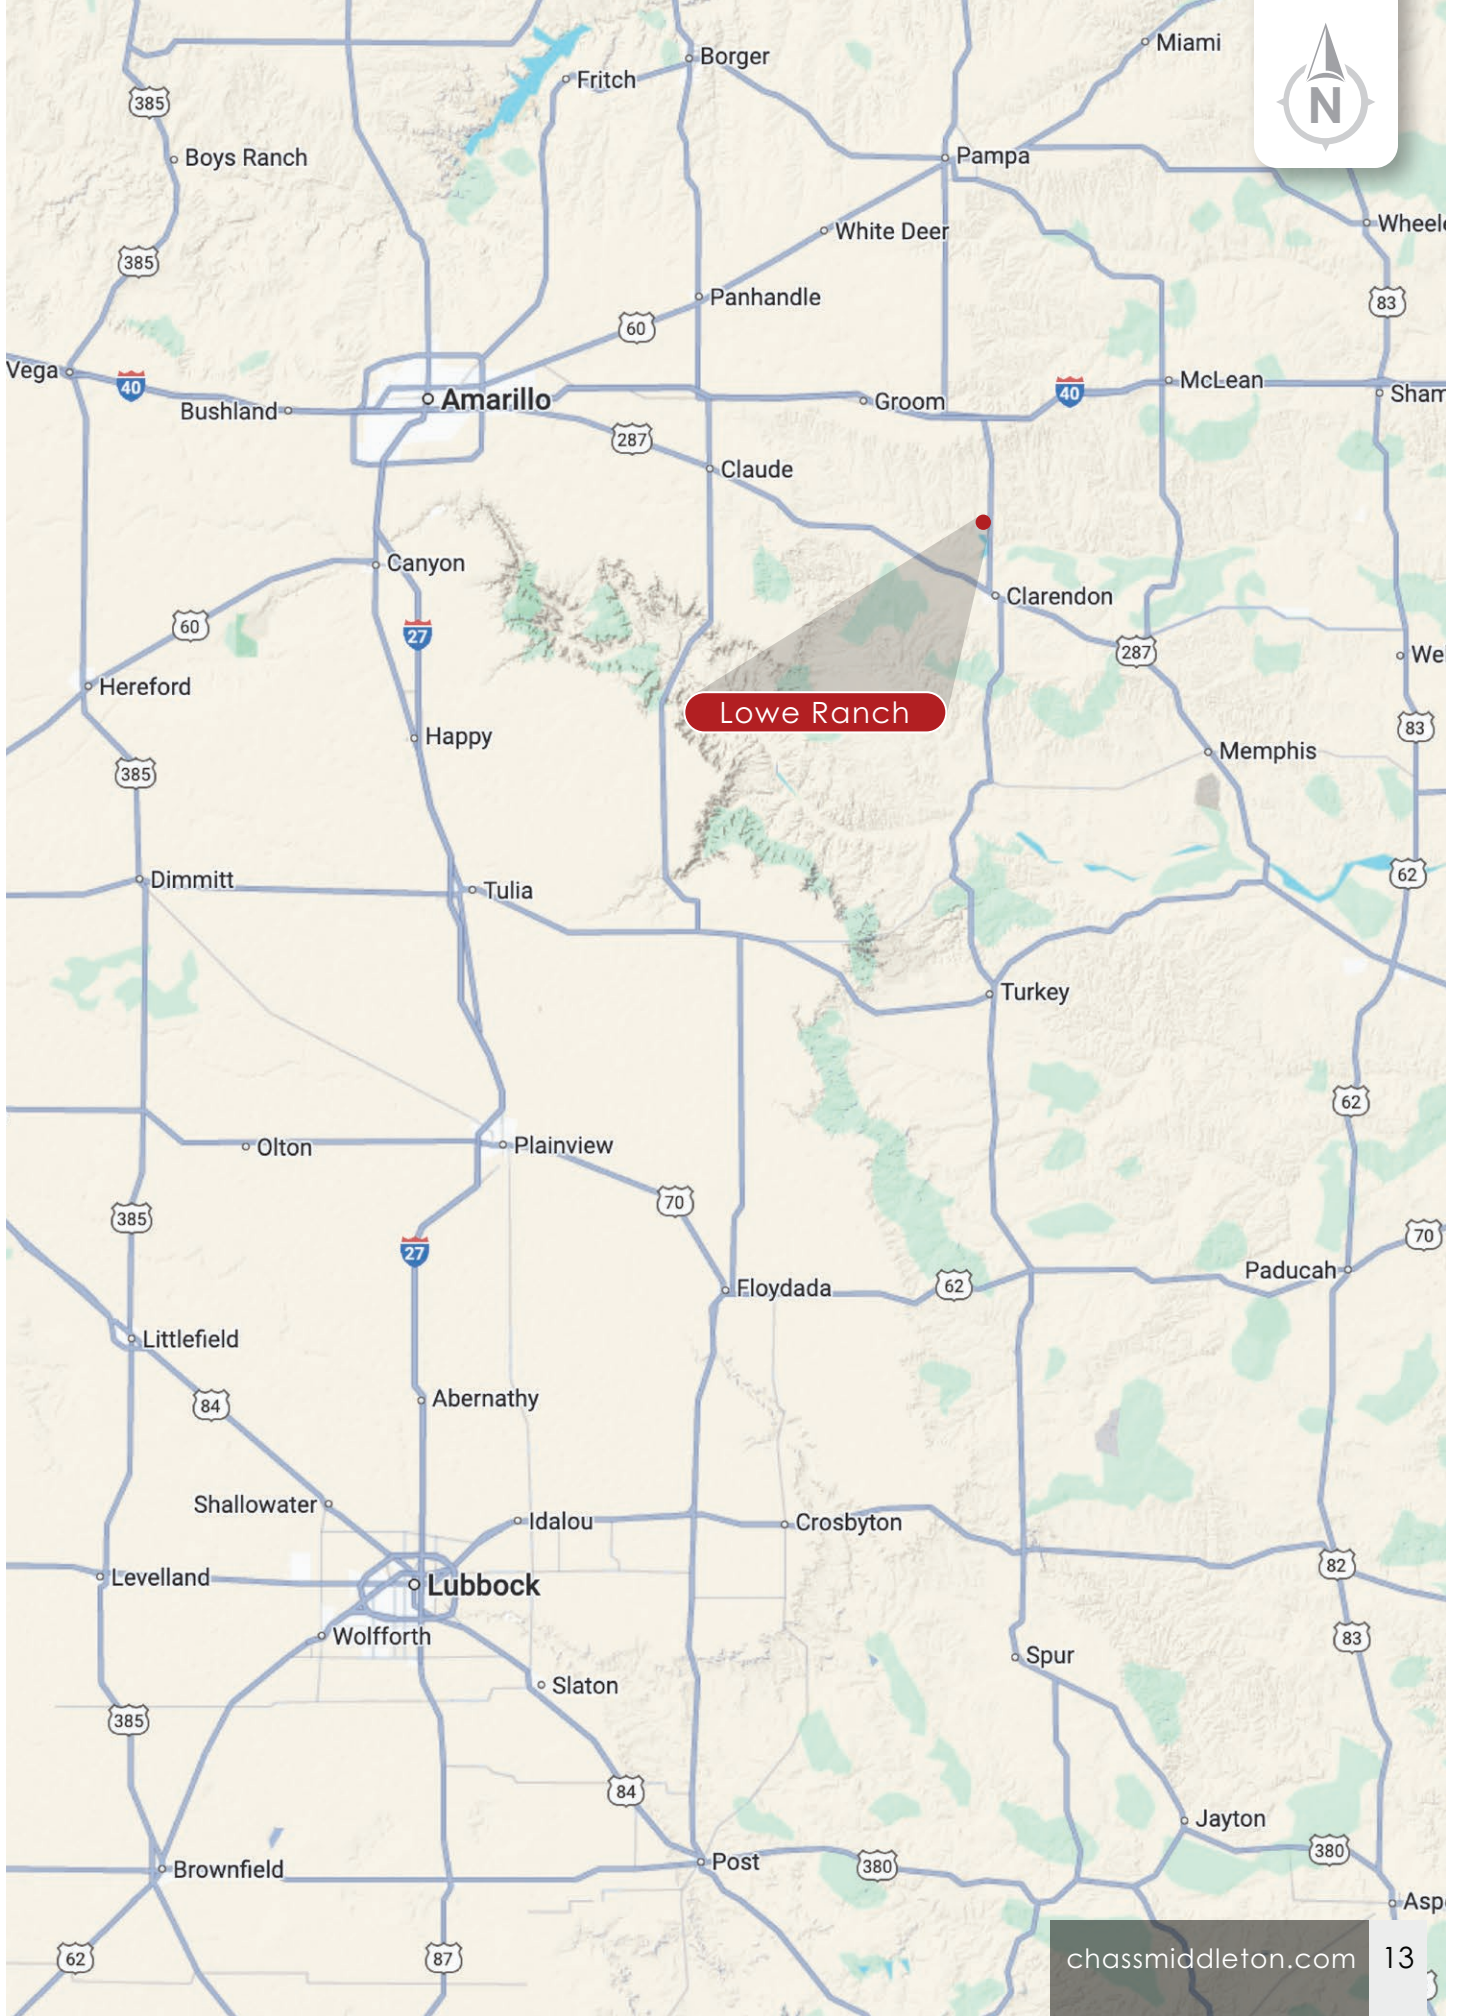 Miami
Borger
N
Fritch
385
Boys Ranch
Pampa
White Deer
Wheele
385
Panhandle
83
60
Vega
40
McLean
40
Sham
Amarillo
Groom
Bushland
287
Claude
Canyon
Clarendon
60
27
287
We
Hereford
Lowe Ranch
83
Happy
Memphis
385
62
Dimmitt
Tulia
Turkey
62
Plainview
Olton
70
385
70
27
Paducah
62
Floydada
Littlefield
Abernathy
84
Shallowater
Idalou
Crosbyton
82
Levelland
Lubbock
Wolfforth
83
Spur
Slaton
385
84
Jayton
380
Post
380
Brownfield
Asp
62
87
chassmiddleton.com
13